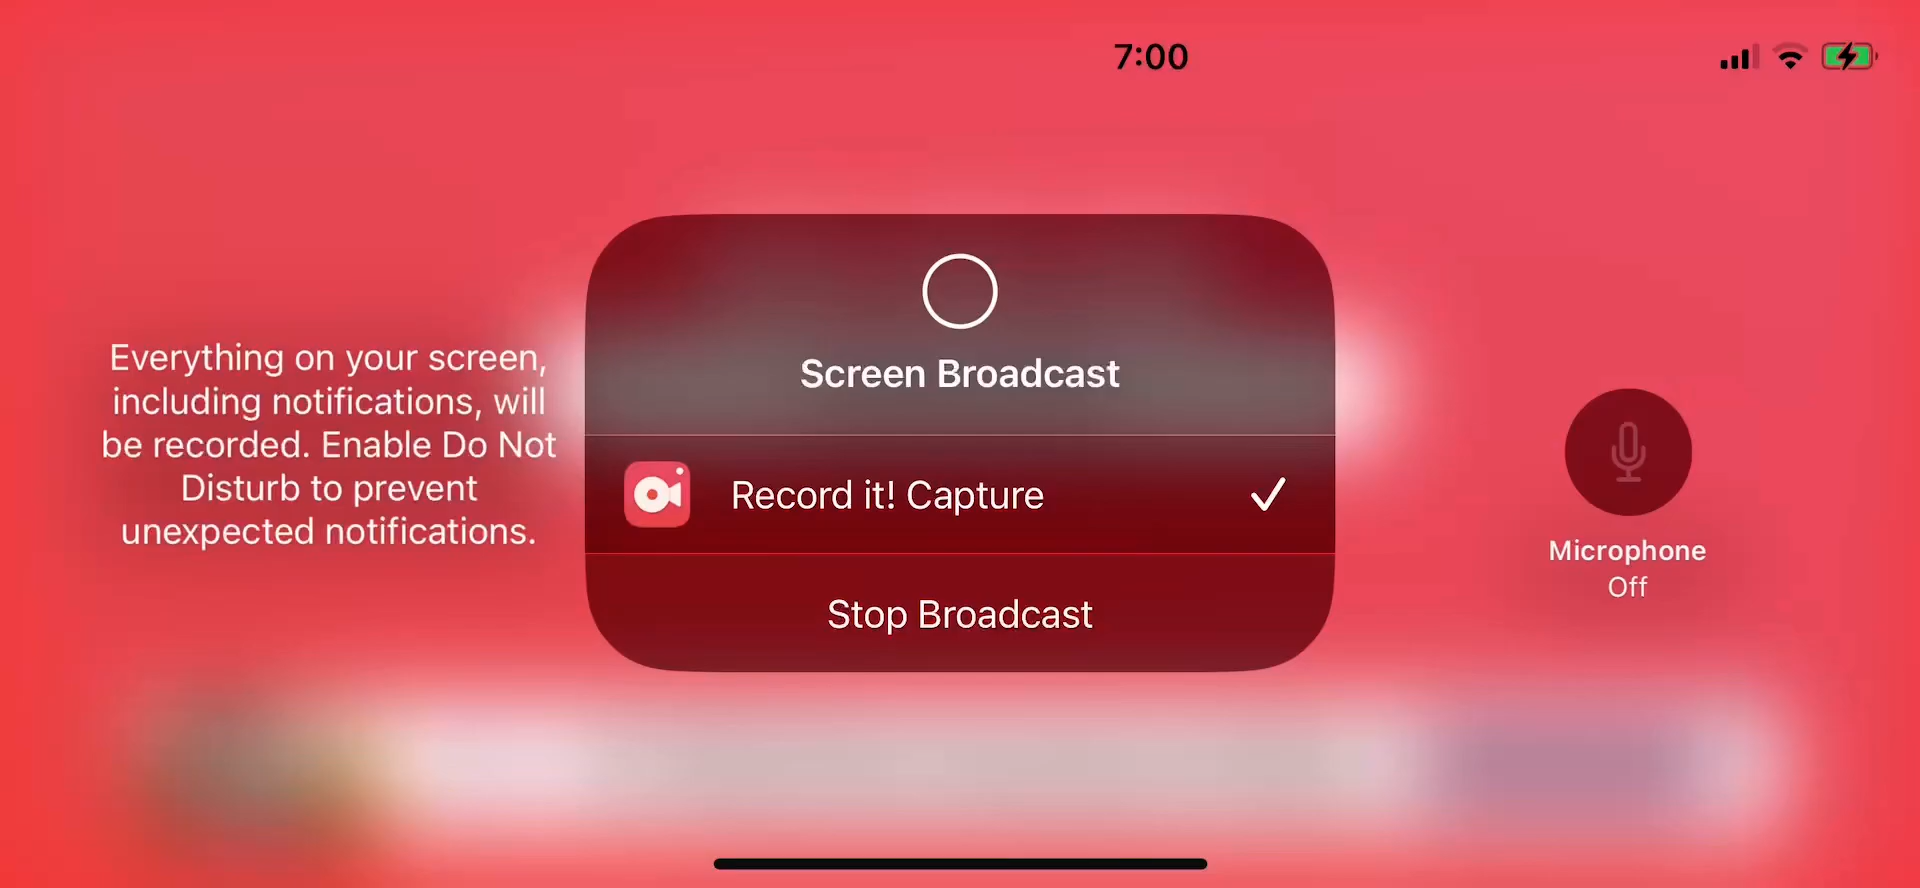 7:00
Everything on your screen,
including notifications, will
be recorded. Enable Do Not
Disturb to prevent
unexpected notifications.
Screen Broadcast
Record it! Capture
Stop Broadcast
Microphone
Off